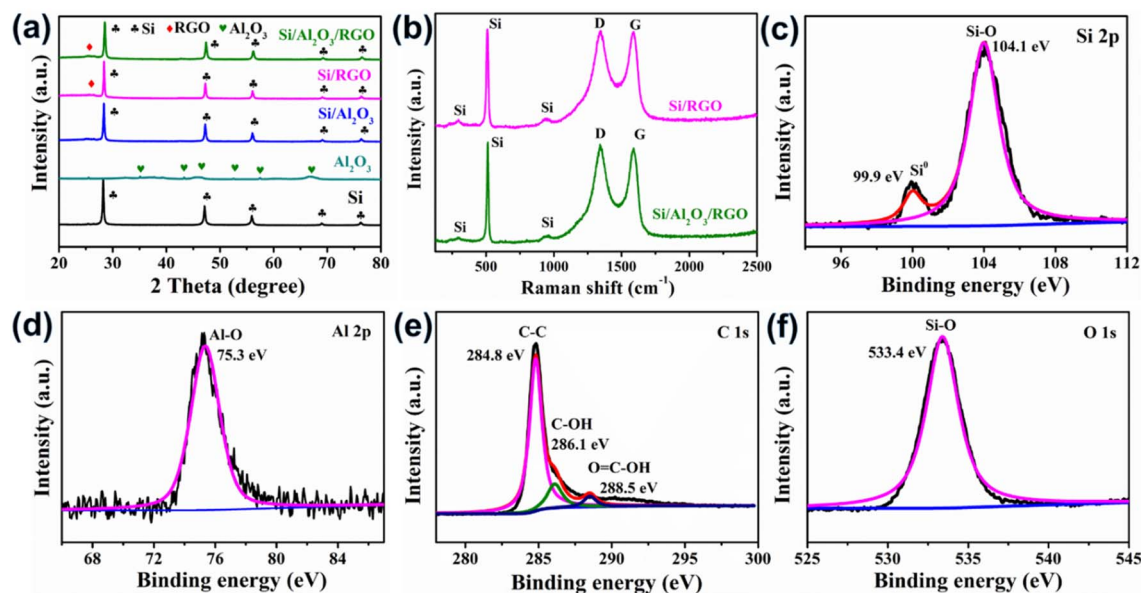 (a)
♣ Si ♦ RGO ♥ Al₂O₃
Si/Al₂O₃/RGO
Si/RGO
Si/Al₂O₃
Al₂O₃
Si
Intensity (a.u.)
20 30 40 50 60 70 80
2 Theta (degree)
(b)
Si D G
Si Si
Si/RGO
Si D G
Si Si
Si/Al₂O₃/RGO
Intensity (a.u.)
500 1000 1500 2000 2500
Raman shift (cm⁻¹)
(c)
Si 2p
Si-O
104.1 eV
Si⁰
99.9 eV
Intensity (a.u.)
96 100 104 108 112
Binding energy (eV)
(d)
Al 2p
Al-O
75.3 eV
Intensity (a.u.)
68 72 76 80 84
Binding energy (eV)
(e)
C 1s
C-C
284.8 eV
C-OH
286.1 eV
O=C-OH
288.5 eV
Intensity (a.u.)
280 285 290 295 300
Binding energy (eV)
(f)
O 1s
Si-O
533.4 eV
Intensity (a.u.)
525 530 535 540 545
Binding energy (eV)